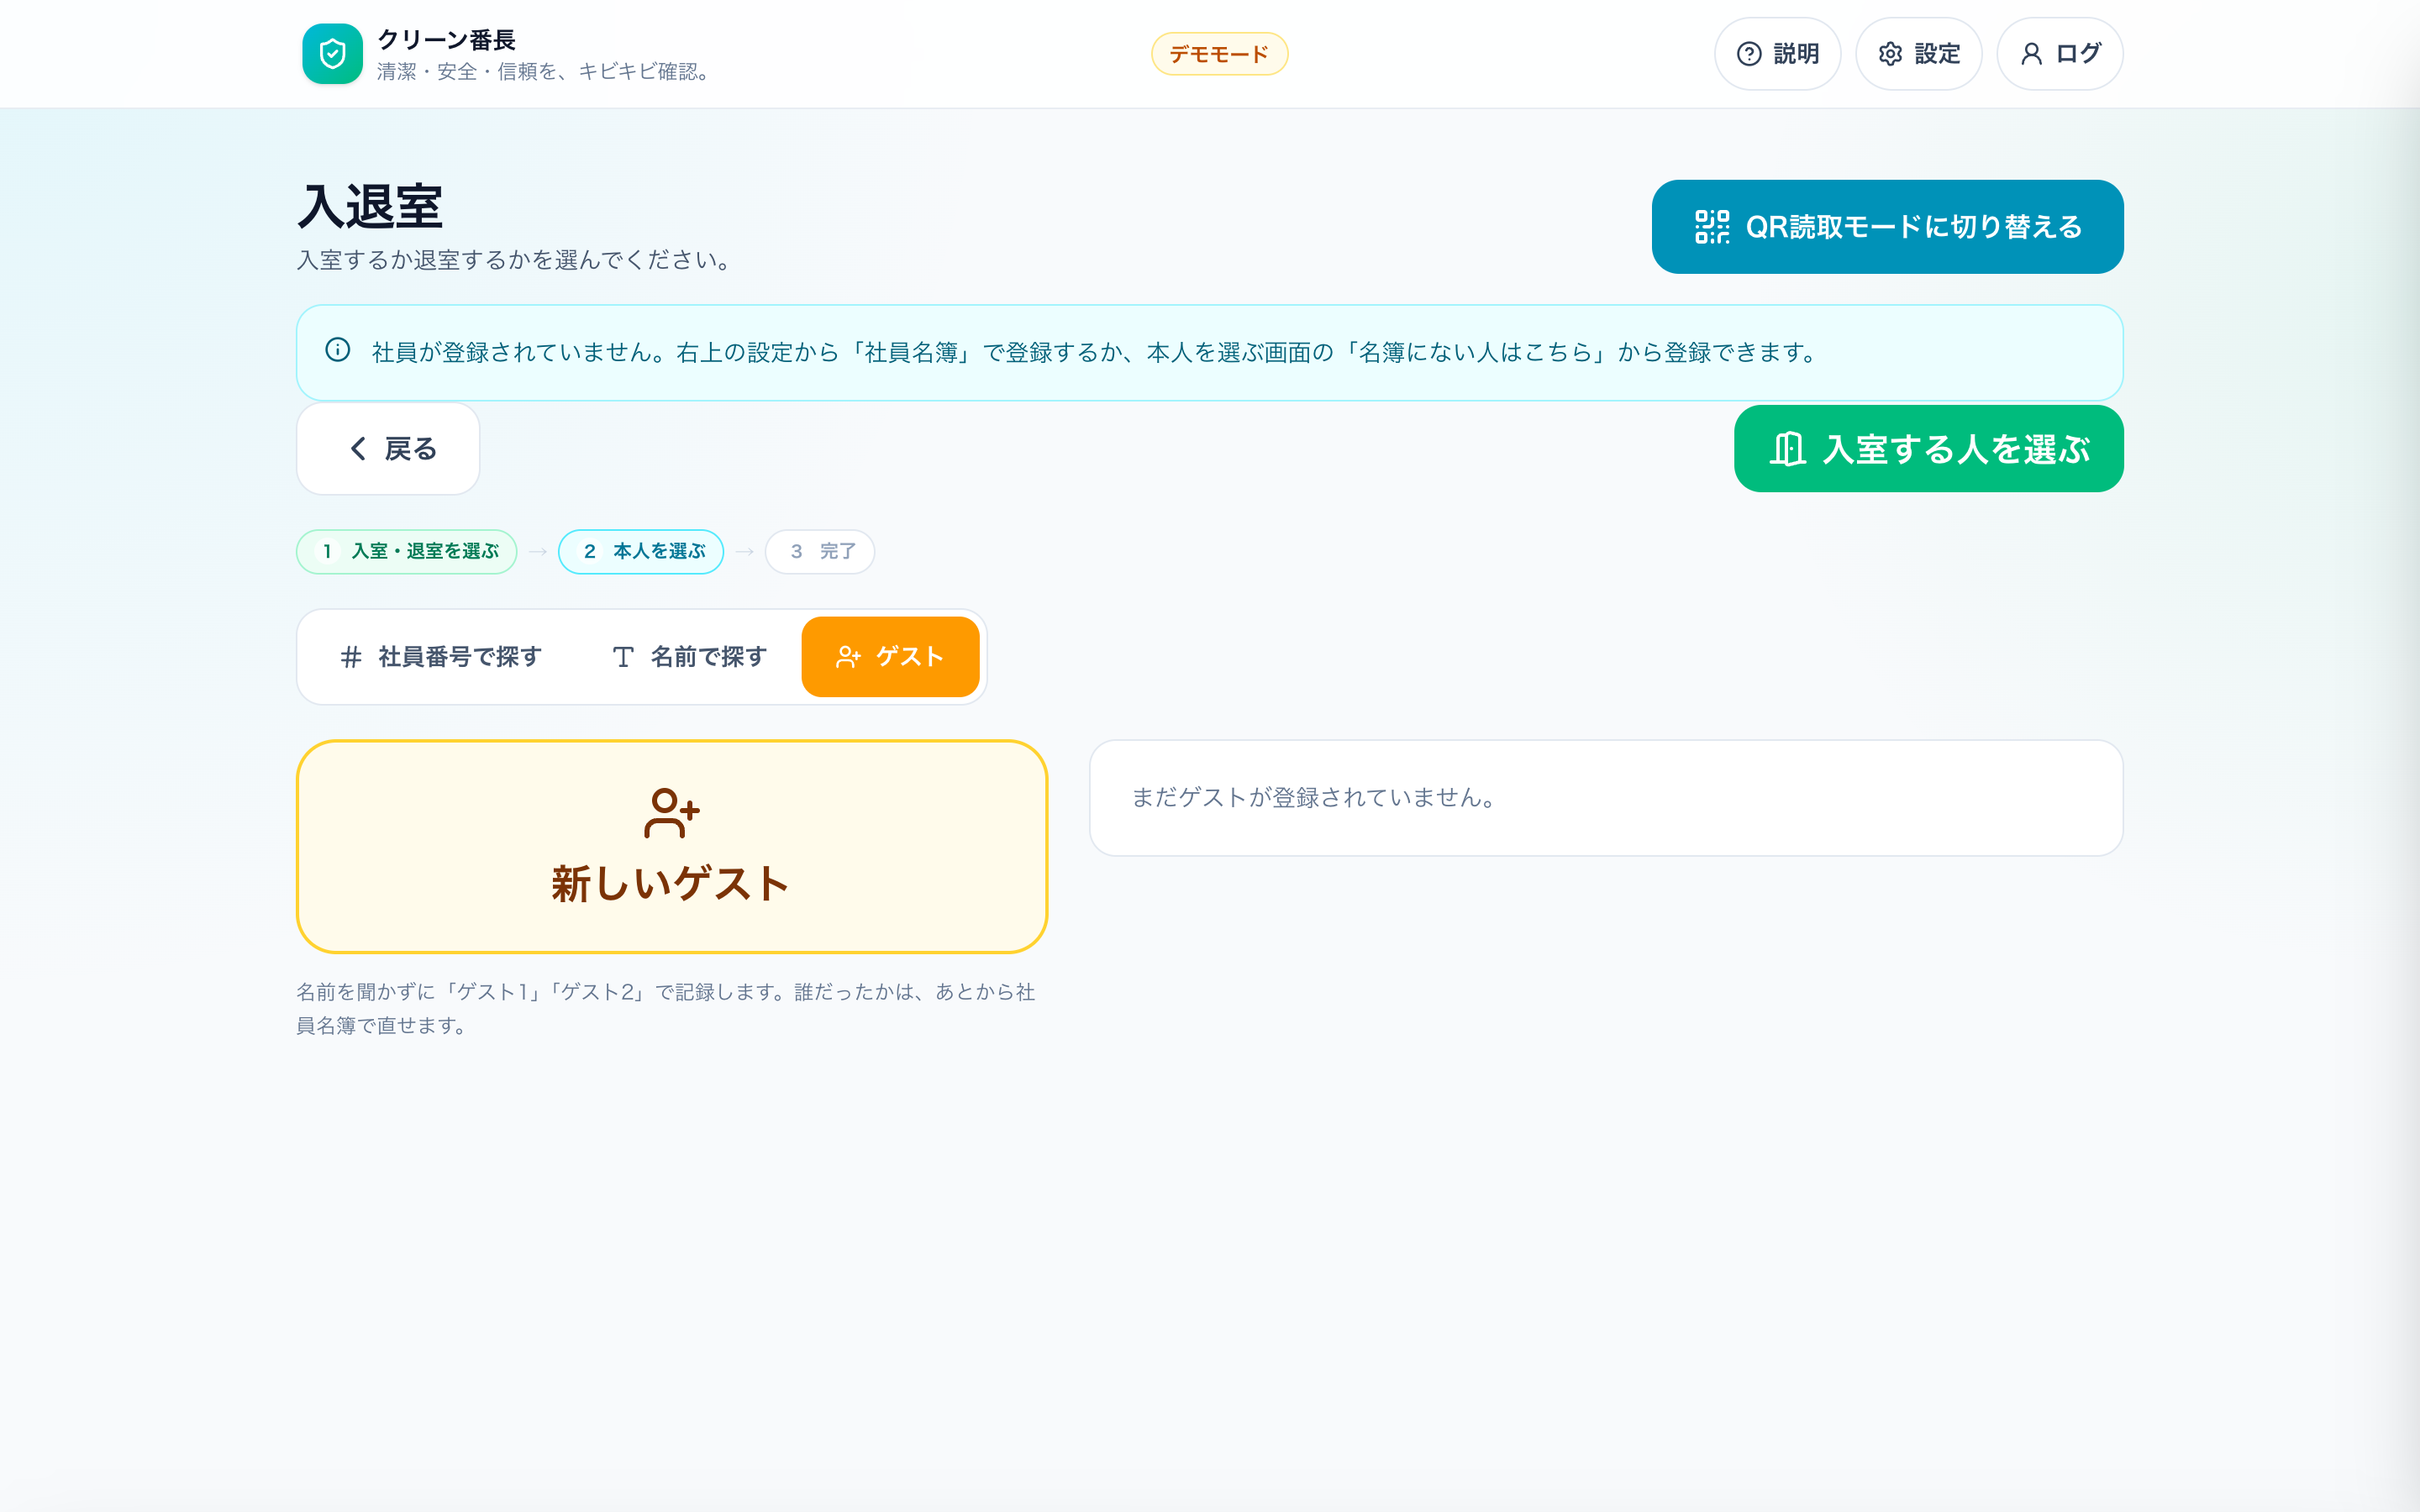 クリーン番長
清潔・安全・信頼を、キビキビ確認。
デモモード
説明
設定
ログ
入退室
入室するか退室するかを選んでください。
QR読取モードに切り替える
社員が登録されていません。右上の設定から「社員名簿」で登録するか、本人を選ぶ画面の「名簿にない人はこちら」から登録できます。
戻る
入室する人を選ぶ
1 入室・退室を選ぶ → 2 本人を選ぶ → 3 完了
社員番号で探す
名前で探す
ゲスト
新しいゲスト
まだゲストが登録されていません。
名前を聞かずに「ゲスト1」「ゲスト2」で記録します。誰だったかは、あとから社
員名簿で直せます。